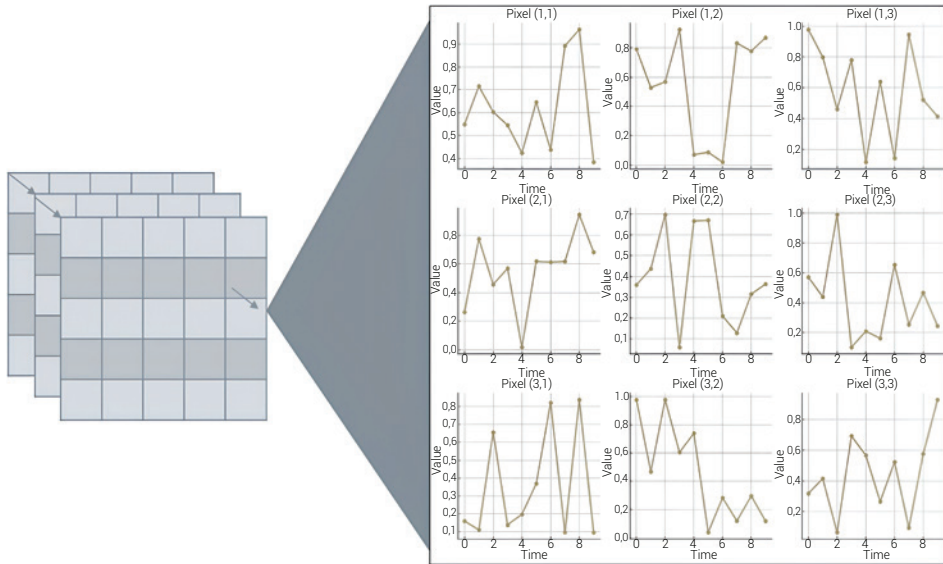 Pixel (1,1) Pixel (1,2) Pixel (1,3)
Value
0,9
0,8
0,7
0,6
0,5
0,4
0 2 4 6 8
Time
Value
0,8
0,6
0,4
0,2
0,0
0 2 4 6 8
Time
Value
1.0
0,8
0,6
0,4
0,2
0 2 4 6 8
Time
Pixel (2,1) Pixel (2,2) Pixel (2,3)
Value
0,8
0,6
0,4
0,2
0,0
0 2 4 6 8
Time
Value
0,7
0,6
0,5
0,4
0,3
0,2
0,1
0 2 4 6 8
Time
Value
1.0
0,8
0,6
0,4
0,2
0 2 4 6 8
Time
Pixel (3,1) Pixel (3,2) Pixel (3,3)
Value
0,8
0,7
0,6
0,5
0,4
0,3
0,2
0,1
0 2 4 6 8
Time
Value
1.0
0,8
0,6
0,4
0,2
0,0
0 2 4 6 8
Time
Value
0,8
0,6
0,4
0,2
0 2 4 6 8
Time